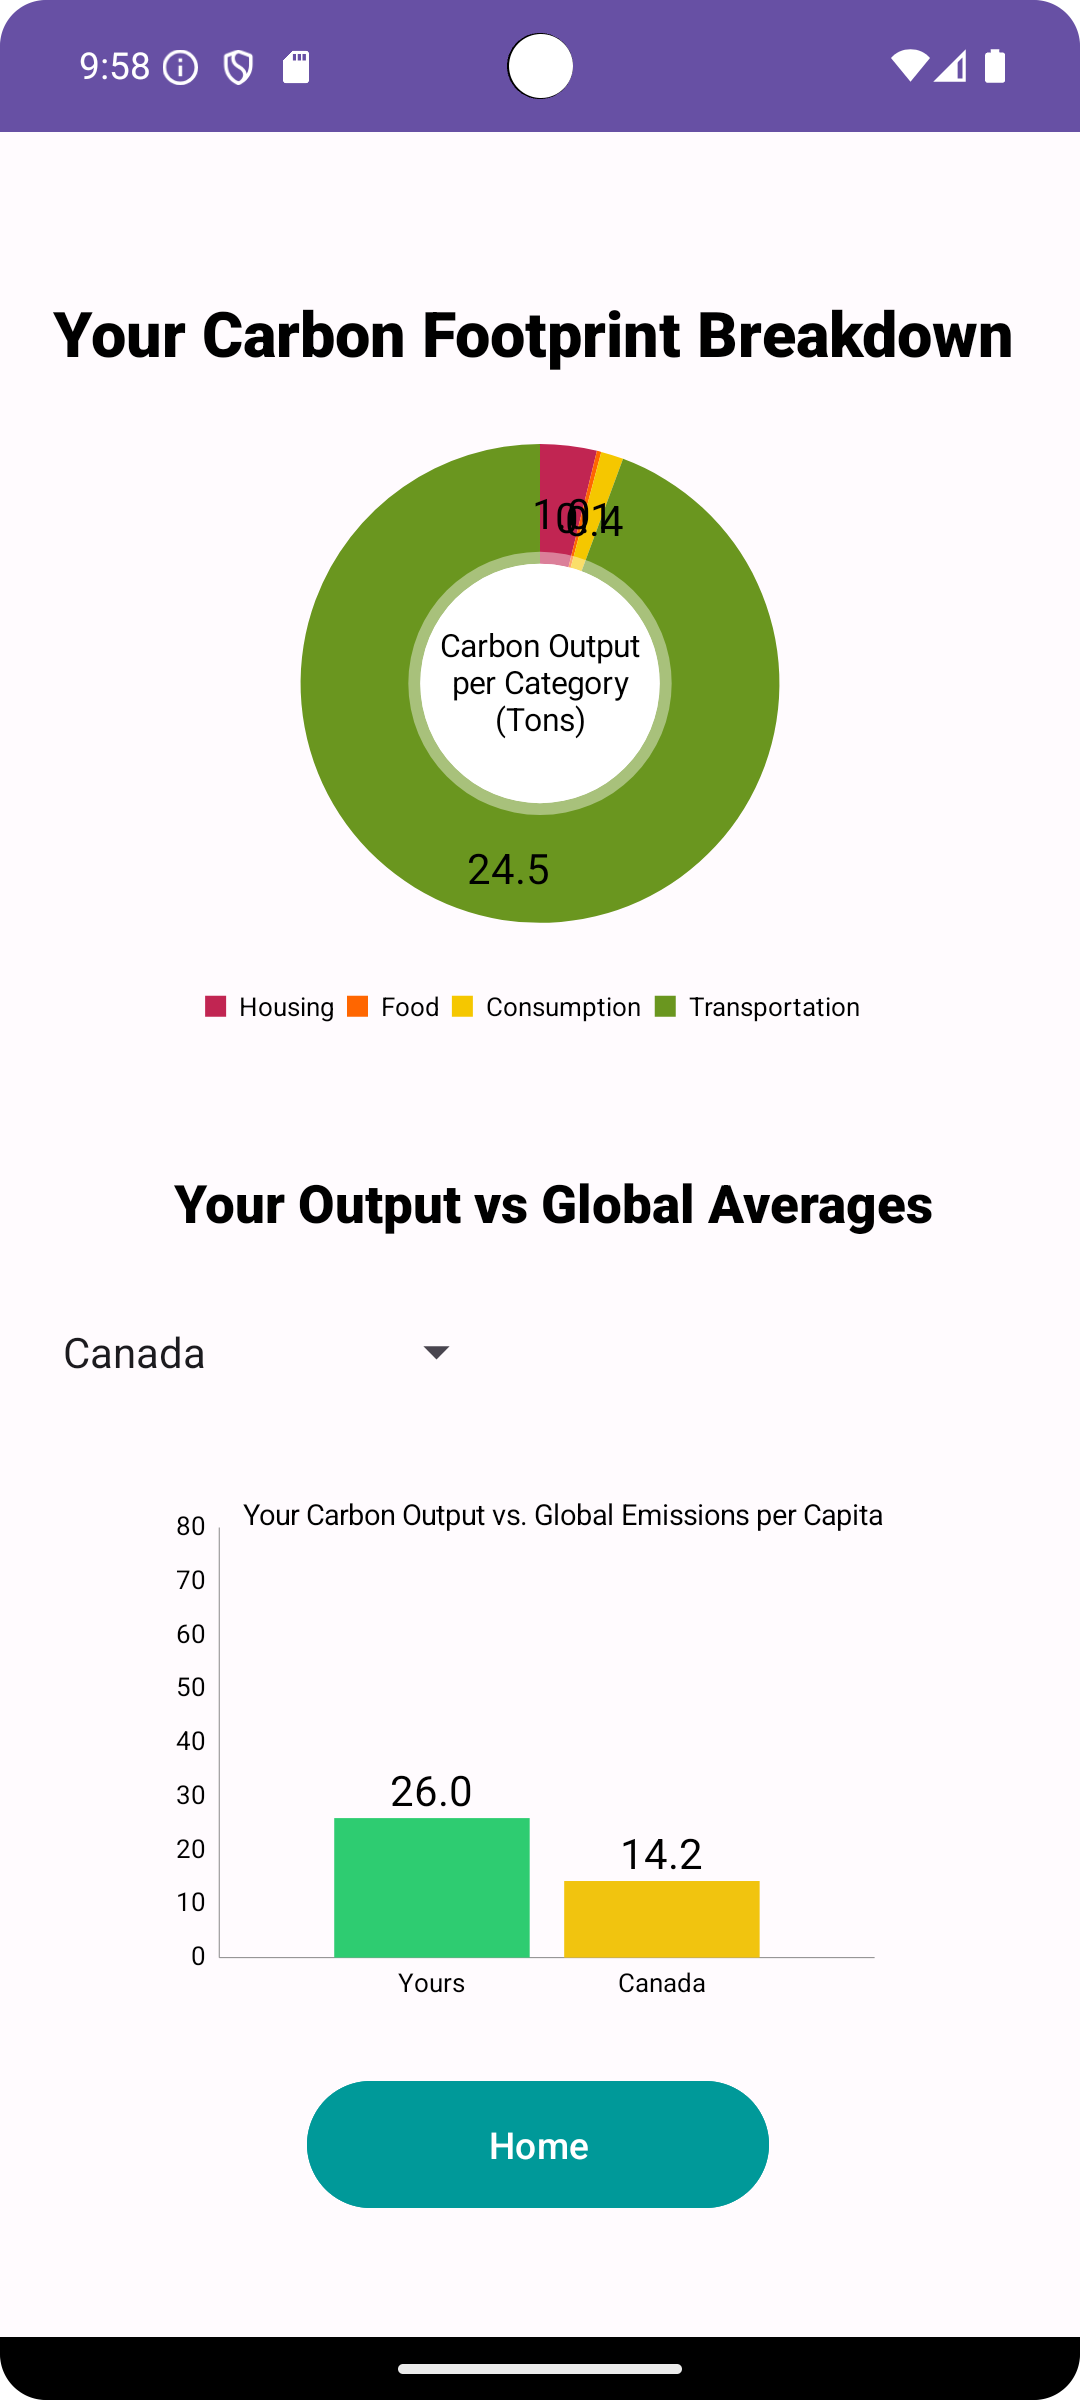 9:58
Your Carbon Footprint Breakdown
1.0 0.1 0.4
Carbon Output
per Category
(Tons)
24.5
Housing Food Consumption Transportation
Your Output vs Global Averages
Canada
Your Carbon Output vs. Global Emissions per Capita
80
70
60
50
40
30
20
10
0
26.0
14.2
Yours Canada
Home